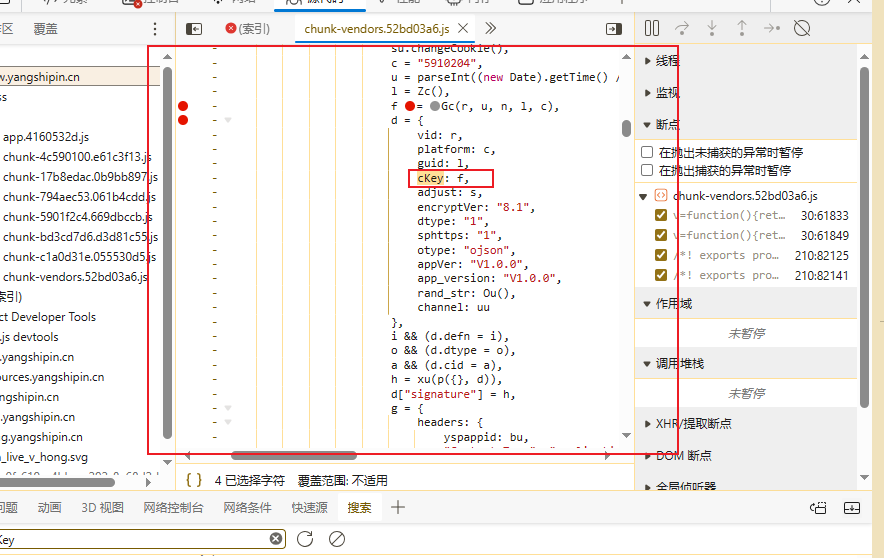 覆盖
(索引)
chunk-vendors.52bd03a6.js
w.yangshipin.cn
ss
app.4160532d.js
chunk-4c590100.e61c3f13.js
chunk-17b8edac.0b9bb897.js
chunk-794aec53.061b4cdd.js
chunk-5901f2c4.669dbccb.js
chunk-bd3cd7d6.d3d81c55.js
chunk-c1a0d31e.055530d5.js
chunk-vendors.52bd03a6.js
索引)
ct Developer Tools
.js devtools
.yangshipin.cn
ources.yangshipin.cn
ngshipin.cn
g.yangshipin.cn
_live_v_hong.svg
su.changeCookie(),
c = "5910204",
u = parseInt((new Date).getTime() /
l = Zc(),
f = Gc(r, u, n, l, c),
d = {
vid: r,
platform: c,
guid: l,
cKey: f,
adjust: s,
encryptVer: "8.1",
dtype: "1",
sphttps: "1",
otype: "ojson",
appVer: "V1.0.0",
app_version: "V1.0.0",
rand_str: Ou(),
channel: uu
},
i && (d.defn = i),
o && (d.dtype = o),
a && (d.cid = a),
h = xu(p({}, d)),
d["signature"] = h,
g = {
headers: {
yspappid: bu,
{ } 4 已选择字符 覆盖范围: 不适用
线程
监视
断点
在抛出未捕获的异常时暂停
在抛出捕获的异常时暂停
chunk-vendors.52bd03a6.js
v=function(){ret… 30:61833
v=function(){ret… 30:61849
/*! exports pro… 210:82125
/*! exports pro… 210:82141
作用域
未暂停
调用堆栈
未暂停
XHR/提取断点
DOM 断点
全局侦听器
问题 动画 3D 视图 网络控制台 网络条件 快速源 搜索
Key